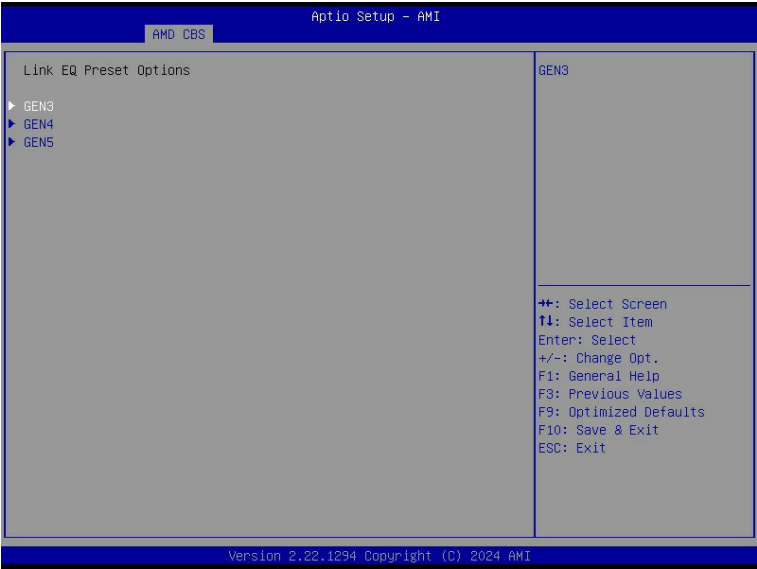 Aptio Setup – AMI
AMD CBS
Link EQ Preset Options
GEN3
GEN4
GEN5
GEN3
→←: Select Screen
↑↓: Select Item
Enter: Select
+/-: Change Opt.
F1: General Help
F3: Previous Values
F9: Optimized Defaults
F10: Save & Exit
ESC: Exit
Version 2.22.1294 Copyright (C) 2024 AMI